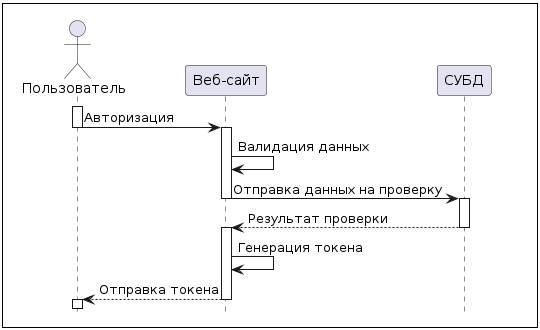 Пользователь
Веб-сайт
СУБД
Авторизация
Валидация данных
Отправка данных на проверку
Результат проверки
Генерация токена
Отправка токена